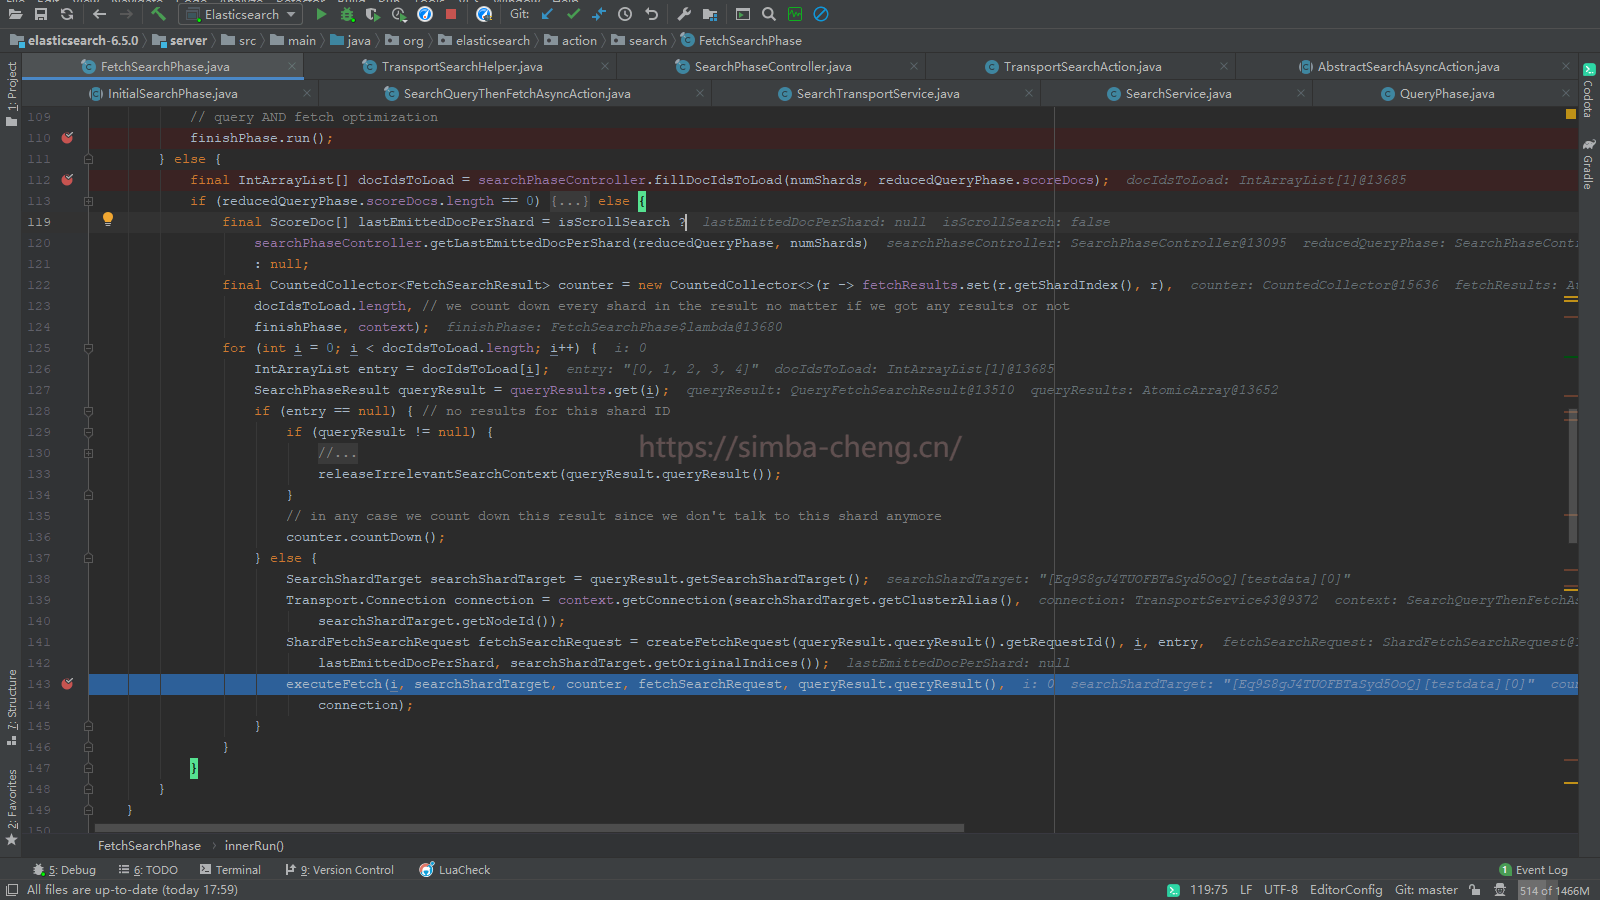 Elasticsearch
Git:
elasticsearch-6.5.0 server src main java org elasticsearch action search FetchSearchPhase
FetchSearchPhase.java TransportSearchHelper.java SearchPhaseController.java TransportSearchAction.java AbstractSearchAsyncAction.java
InitialSearchPhase.java SearchQueryThenFetchAsyncAction.java SearchTransportService.java SearchService.java QueryPhase.java
1: Project
7: Structure
2: Favorites
Codota
Gradle
109 // query AND fetch optimization
110 finishPhase.run();
111 } else {
112 final IntArrayList[] docIdsToLoad = searchPhaseController.fillDocIdsToLoad(numShards, reducedQueryPhase.scoreDocs); docIdsToLoad: IntArrayList[1]@13685
113 if (reducedQueryPhase.scoreDocs.length == 0) {...} else {
119 final ScoreDoc[] lastEmittedDocPerShard = isScrollSearch ? lastEmittedDocPerShard: null isScrollSearch: false
120 searchPhaseController.getLastEmittedDocPerShard(reducedQueryPhase, numShards) searchPhaseController: SearchPhaseController@13095 reducedQueryPhase: SearchPhaseCont
121 : null;
122 final CountedCollector<FetchSearchResult> counter = new CountedCollector<>(r -> fetchResults.set(r.getShardIndex(), r), counter: CountedCollector@15636 fetchResults: At
123 docIdsToLoad.length, // we count down every shard in the result no matter if we got any results or not
124 finishPhase, context); finishPhase: FetchSearchPhase$lambda@13680
125 for (int i = 0; i < docIdsToLoad.length; i++) { i: 0
126 IntArrayList entry = docIdsToLoad[i]; entry: "[0, 1, 2, 3, 4]" docIdsToLoad: IntArrayList[1]@13685
127 SearchPhaseResult queryResult = queryResults.get(i); queryResult: QueryFetchSearchResult@13510 queryResults: AtomicArray@13652
128 if (entry == null) { // no results for this shard ID
129 if (queryResult != null) {
130 //...
133 releaseIrrelevantSearchContext(queryResult.queryResult());
134 }
135 // in any case we count down this result since we don't talk to this shard anymore
136 counter.countDown();
137 } else {
138 SearchShardTarget searchShardTarget = queryResult.getSearchShardTarget(); searchShardTarget: "[Eq9S8gJ4TUOFBTaSyd5OoQ][testdata][0]"
139 Transport.Connection connection = context.getConnection(searchShardTarget.getClusterAlias(), connection: TransportService$3@9372 context: SearchQueryThenFetchAs
140 searchShardTarget.getNodeId());
141 ShardFetchSearchRequest fetchSearchRequest = createFetchRequest(queryResult.queryResult().getRequestId(), i, entry, fetchSearchRequest: ShardFetchSearchRequest@1
142 lastEmittedDocPerShard, searchShardTarget.getOriginalIndices()); lastEmittedDocPerShard: null
143 executeFetch(i, searchShardTarget, counter, fetchSearchRequest, queryResult.queryResult(), i: 0 searchShardTarget: "[Eq9S8gJ4TUOFBTaSyd5OoQ][testdata][0]" cou
144 connection);
145 }
146 }
147 }
148 }
149 }
150
https://simba-cheng.cn/
FetchSearchPhase innerRun()
5: Debug 6: TODO Terminal 9: Version Control LuaCheck 1 Event Log
All files are up-to-date (today 17:59) 119:75 LF UTF-8 EditorConfig Git: master 514 of 1466M